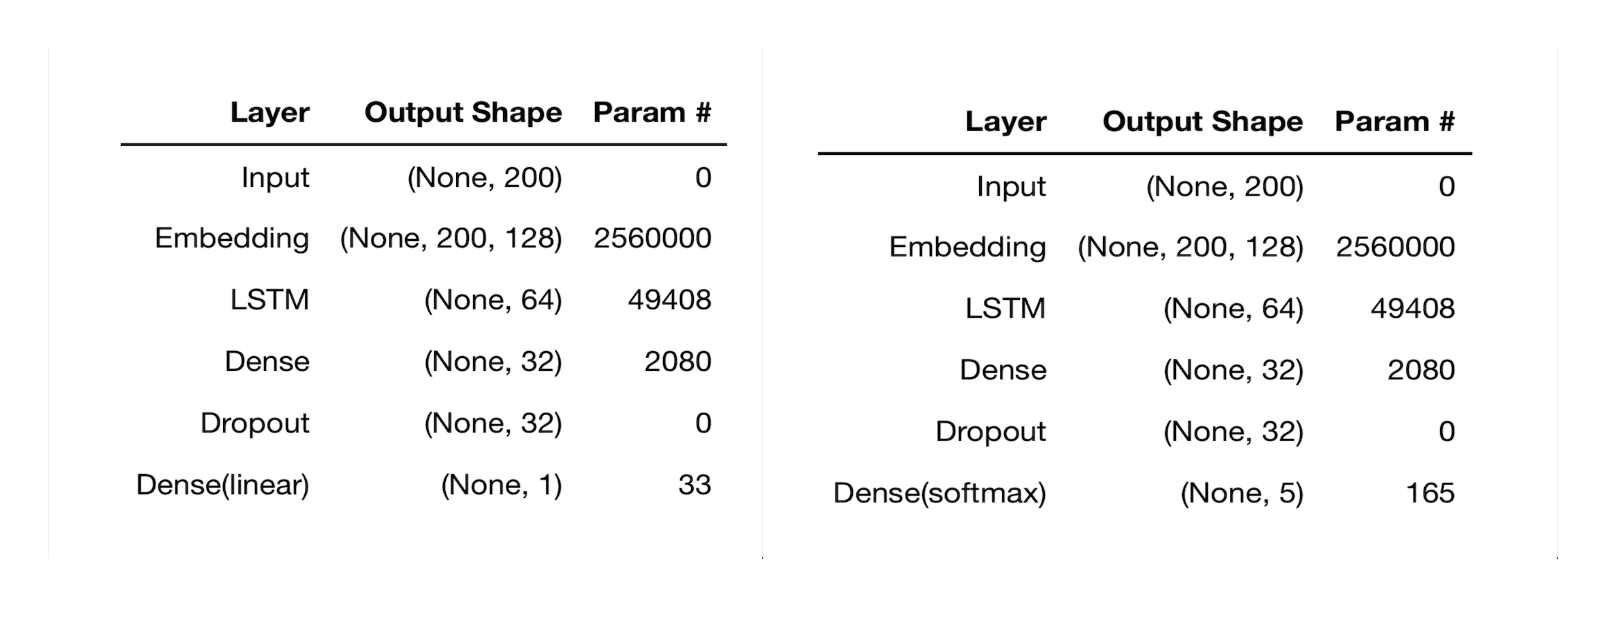 Layer Output Shape Param #
Input (None, 200) 0
Embedding (None, 200, 128) 2560000
LSTM (None, 64) 49408
Dense (None, 32) 2080
Dropout (None, 32) 0
Dense(linear) (None, 1) 33
Layer Output Shape Param #
Input (None, 200) 0
Embedding (None, 200, 128) 2560000
LSTM (None, 64) 49408
Dense (None, 32) 2080
Dropout (None, 32) 0
Dense(softmax) (None, 5) 165